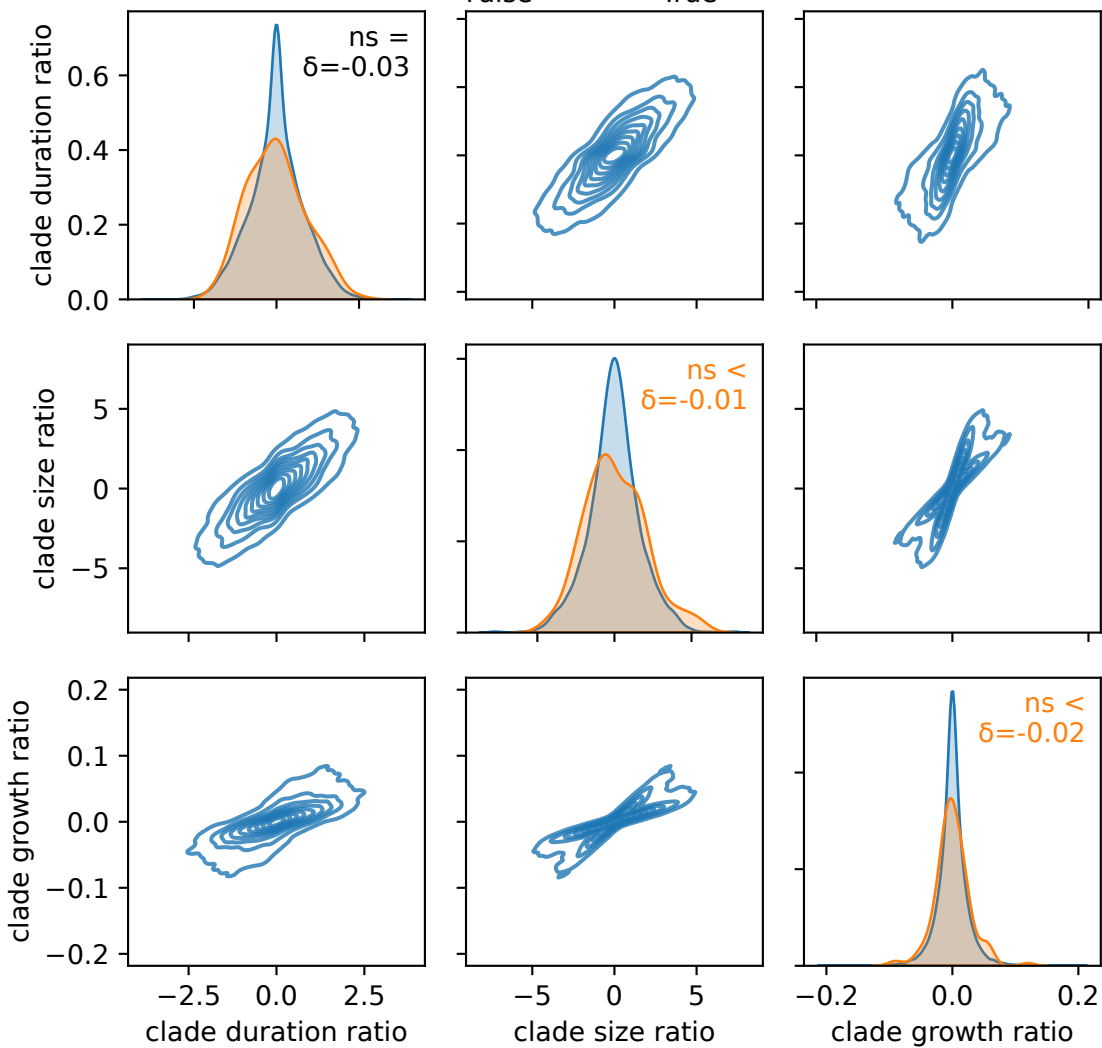 clade duration ratio
0.6
0.4
0.2
0.0
ns =
δ=-0.03
clade size ratio
5
0
−5
ns <
δ=-0.01
clade growth ratio
0.2
0.1
0.0
−0.1
−0.2
ns <
δ=-0.02
−2.5 0.0 2.5
−5 0 5
−0.2 0.0 0.2
clade duration ratio
clade size ratio
clade growth ratio